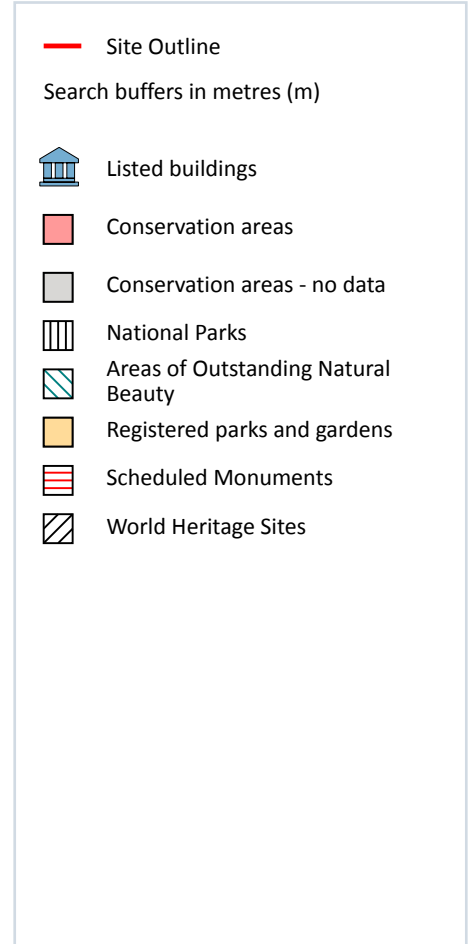 Site Outline
Search buffers in metres (m)
Listed buildings
Conservation areas
Conservation areas - no data
National Parks
Areas of Outstanding Natural
Beauty
Registered parks and gardens
Scheduled Monuments
World Heritage Sites